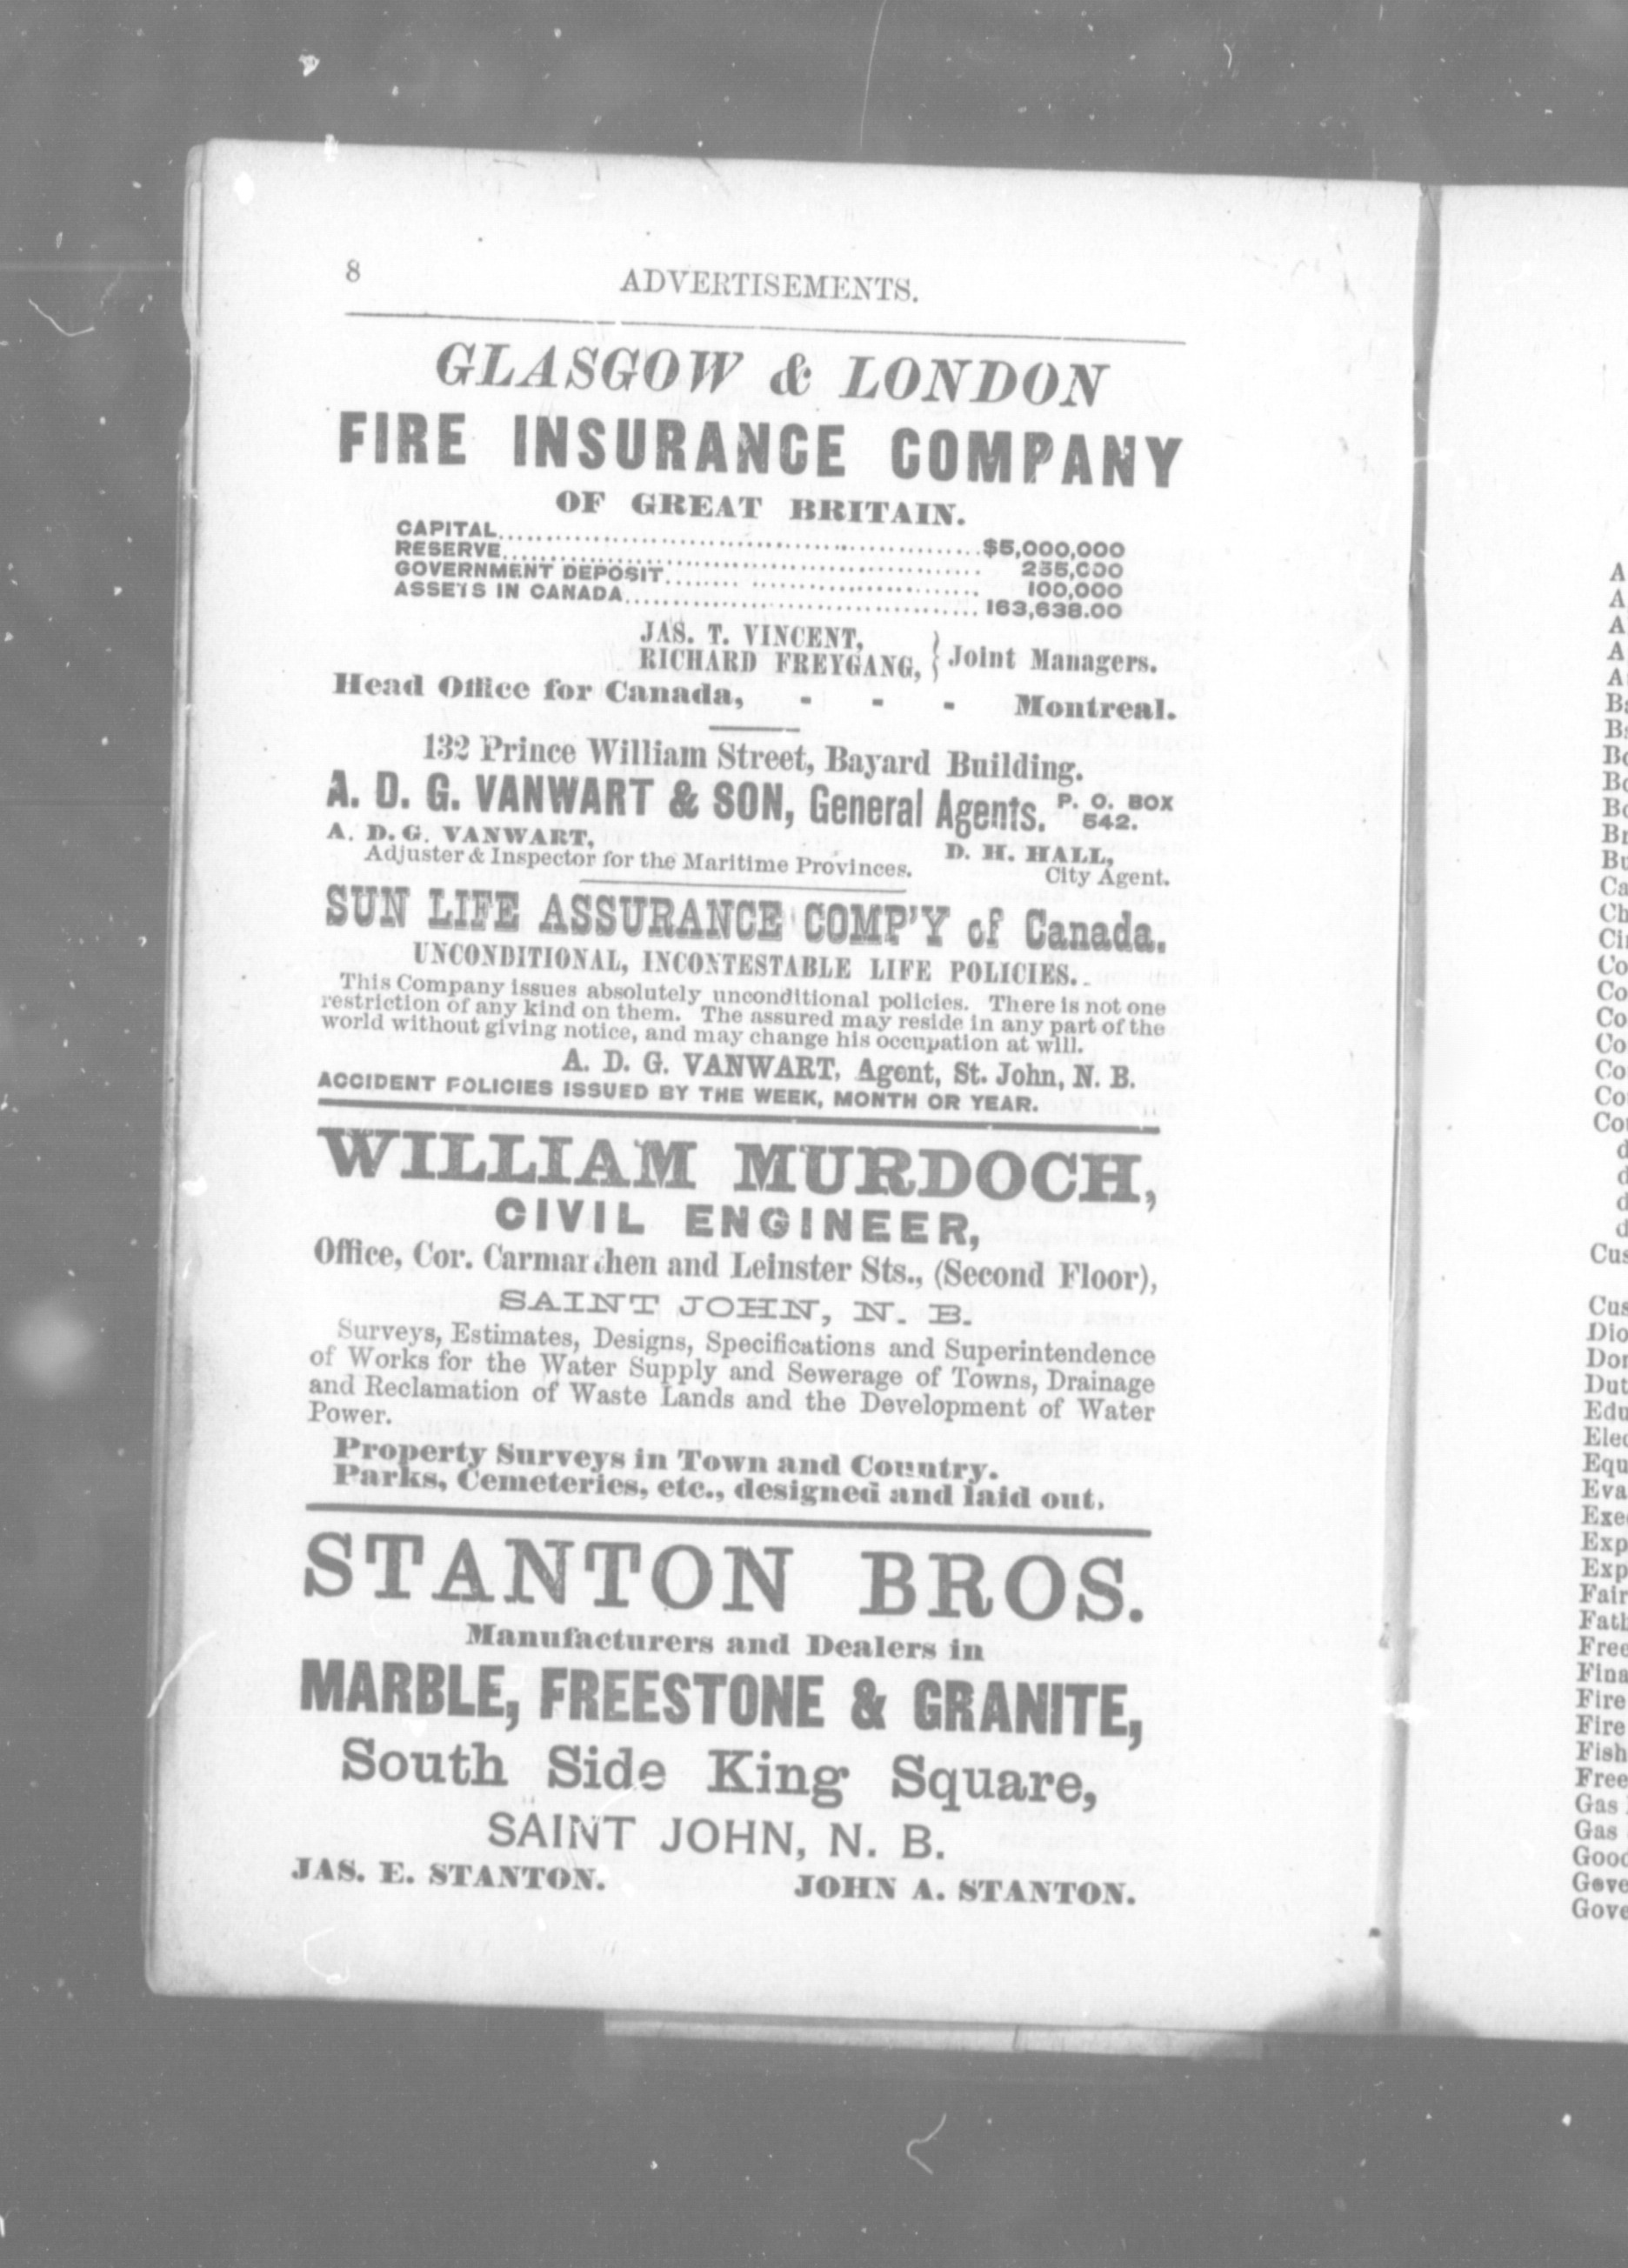 8
ADVERTISEMENTS.
GLASGOW & LONDON
FIRE INSURANCE COMPANY
OF GREAT BRITAIN.
CAPITAL........................................$5,000,000
RESERVE........................................235,000
GOVERNMENT DEPOSIT........................................100,000
ASSETS IN CANADA........................................163,638.00
JAS. T. VINCENT,
RICHARD FREYGANG, } Joint Managers.
Head Office for Canada, - - - Montreal.
132 Prince William Street, Bayard Building.
A. D. G. VANWART & SON, General Agents. P. O. BOX 542.
A. D. G. VANWART,
Adjuster & Inspector for the Maritime Provinces.
D. H. HALL,
City Agent.
SUN LIFE ASSURANCE COMP'Y of Canada.
UNCONDITIONAL, INCONTESTABLE LIFE POLICIES.
This Company issues absolutely unconditional policies. There is not one
restriction of any kind on them. The assured may reside in any part of the
world without giving notice, and may change his occupation at will.
A. D. G. VANWART, Agent, St. John, N. B.
ACCIDENT POLICIES ISSUED BY THE WEEK, MONTH OR YEAR.
WILLIAM MURDOCH,
CIVIL ENGINEER,
Office, Cor. Carmarthen and Leinster Sts., (Second Floor),
SAINT JOHN, N. B.
Surveys, Estimates, Designs, Specifications and Superintendence
of Works for the Water Supply and Sewerage of Towns, Drainage
and Reclamation of Waste Lands and the Development of Water
Power.
Property Surveys in Town and Country.
Parks, Cemeteries, etc., designed and laid out.
STANTON BROS.
Manufacturers and Dealers in
MARBLE, FREESTONE & GRANITE,
South Side King Square,
SAINT JOHN, N. B.
JAS. E. STANTON. JOHN A. STANTON.